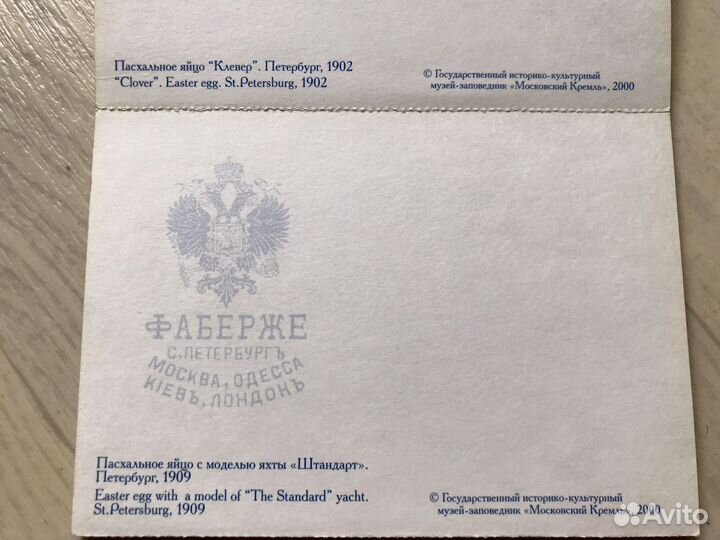 Пасхальное яйцо “Клевер”. Петербург, 1902
“Clover”. Easter egg. St.Petersburg, 1902
© Государственный историко-культурный
музей-заповедник «Московский Кремль», 2000
ФАБЕРЖЕ
С,ПЕТЕРБУРГЪ
МОСКВА, ОДЕССА
КІЕВЪ, ЛОНДОНЪ
Пасхальное яйцо с моделью яхты «Штандарт».
Петербург, 1909
Easter egg with a model of “The Standard” yacht.
St.Petersburg, 1909
© Государственный историко-культурный
музей-заповедник «Московский Кремль», 2000
Avito